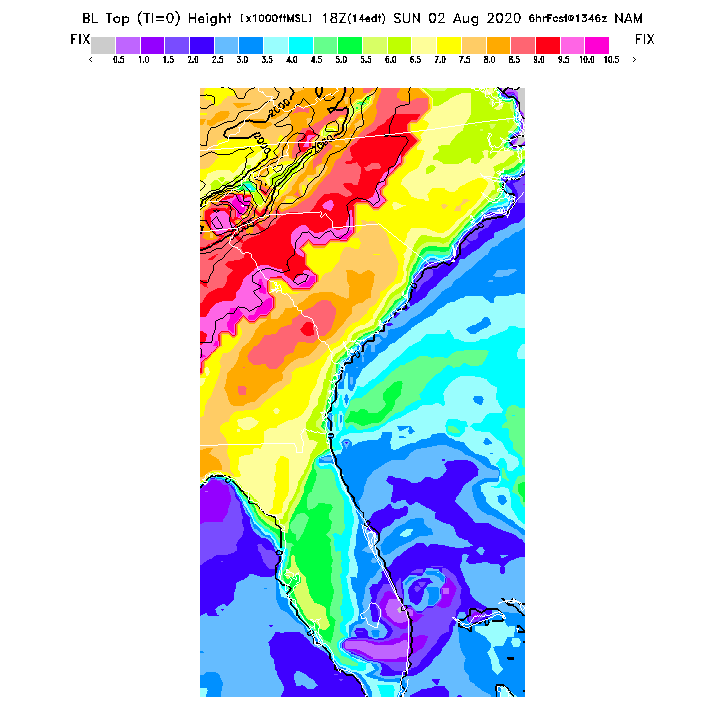 BL Top (TI=0) Height [x1000ftMSL] 18Z(14edt) SUN 02 Aug 2020 6hrFcst@1346z NAM
FIX FIX
< 0.5 1.0 1.5 2.0 2.5 3.0 3.5 4.0 4.5 5.0 5.5 6.0 6.5 7.0 7.5 8.0 8.5 9.0 9.5 10.0 10.5 >
2000
2000